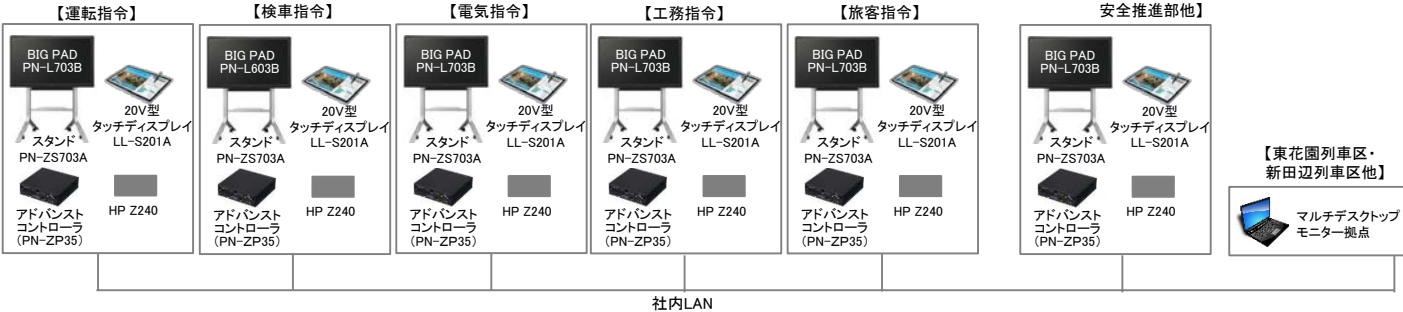 【運転指令】
BIG PAD
PN-L703B
20V型
タッチディスプレイ
LL-S201A
スタンド
PN-ZS703A
アドバンスト
コントローラ
(PN-ZP35)
HP Z240
【検車指令】
BIG PAD
PN-L603B
20V型
タッチディスプレイ
LL-S201A
スタンド
PN-ZS703A
アドバンスト
コントローラ
(PN-ZP35)
HP Z240
【電気指令】
BIG PAD
PN-L703B
20V型
タッチディスプレイ
LL-S201A
スタンド
PN-ZS703A
アドバンスト
コントローラ
(PN-ZP35)
HP Z240
【工務指令】
BIG PAD
PN-L703B
20V型
タッチディスプレイ
LL-S201A
スタンド
PN-ZS703A
アドバンスト
コントローラ
(PN-ZP35)
HP Z240
【旅客指令】
BIG PAD
PN-L703B
20V型
タッチディスプレイ
LL-S201A
スタンド
PN-ZS703A
アドバンスト
コントローラ
(PN-ZP35)
HP Z240
安全推進部他】
BIG PAD
PN-L703B
20V型
タッチディスプレイ
LL-S201A
スタンド
PN-ZS703A
アドバンスト
コントローラ
(PN-ZP35)
HP Z240
【東花園列車区・
新田辺列車区他】
マルチデスクトップ
モニター拠点
社内LAN